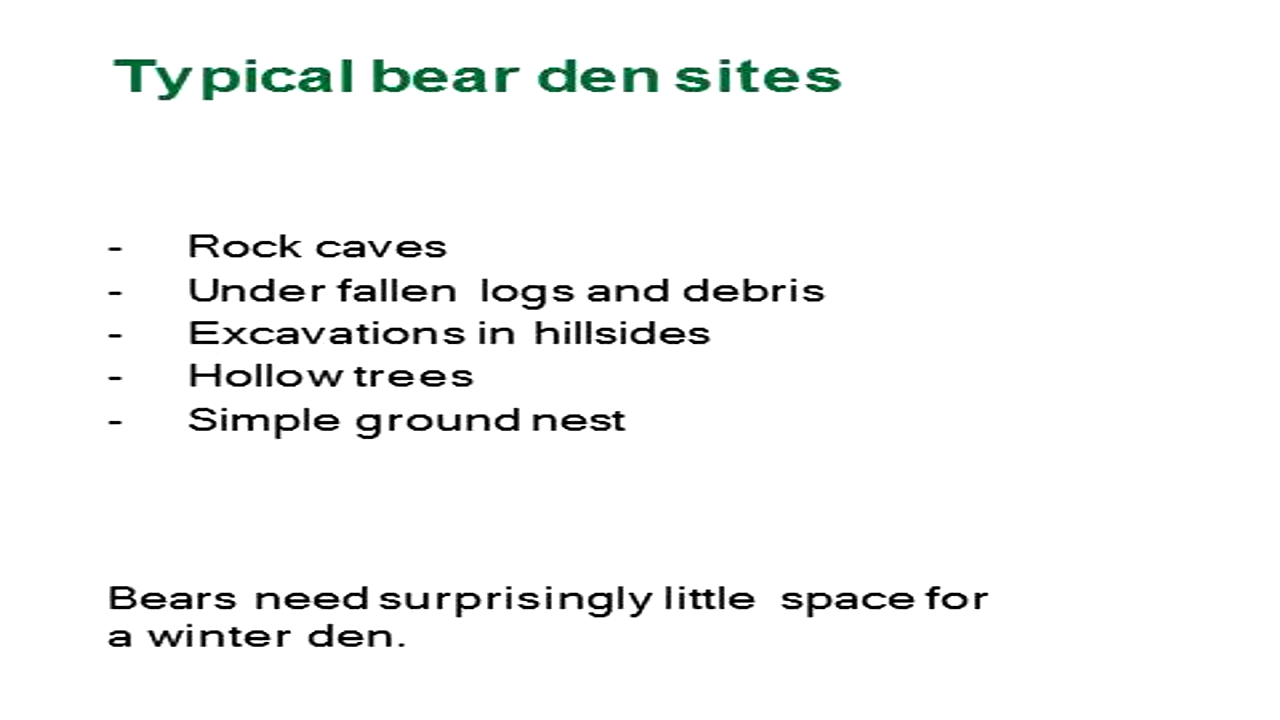 Typical bear den sites
- Rock caves
- Under fallen logs and debris
- Excavations in hillsides
- Hollow trees
- Simple ground nest
Bears need surprisingly little space for
a winter den.